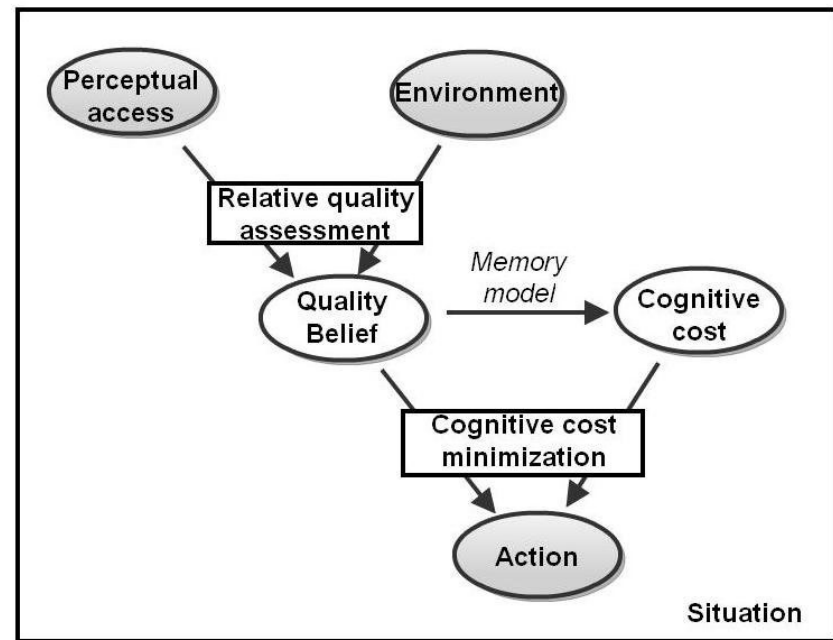 Perceptual
access
Environment
Relative quality
assessment
Quality
Belief
Memory
model
Cognitive
cost
Cognitive cost
minimization
Action
Situation